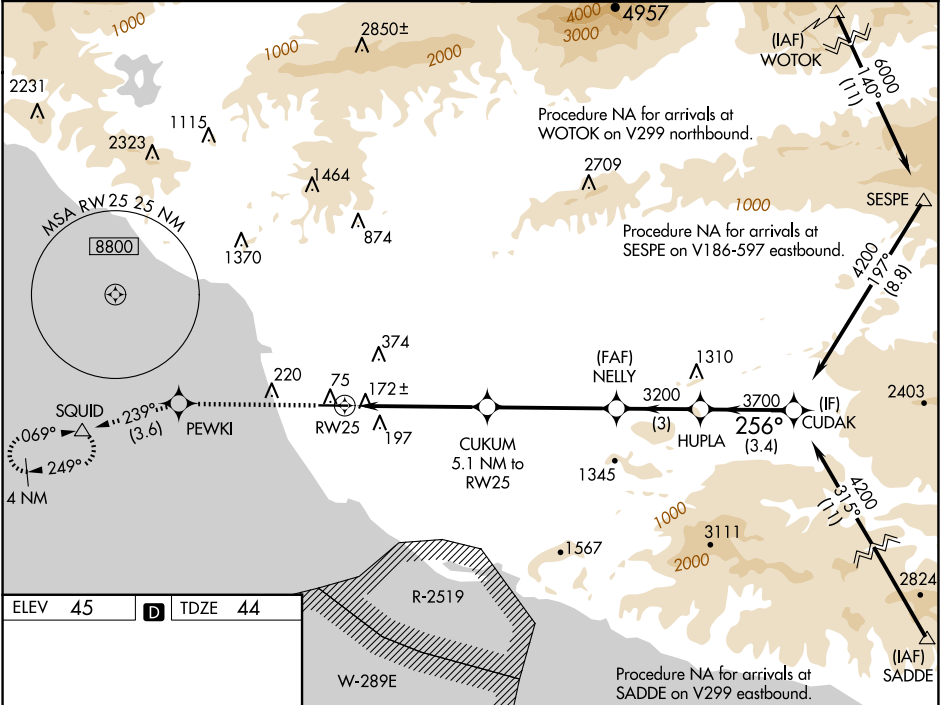 1000
1000
2850±
2000
4000
3000
4957
(IAF)
WOTOK
6000
140°
(11)
2231
1115
2323
Procedure NA for arrivals at
WOTOK on V299 northbound.
1464
2709
MSA RW25 25 NM
8800
1000
SESPE
874
1370
Procedure NA for arrivals at
SESPE on V186-597 eastbound.
4200
197°
(8.8)
374
(FAF)
NELLY
1310
220
75
172±
3200
3700
(IF)
CUDAK
2403
SQUID
069°
239°
(3.6)
PEWKI
RW25
197
(3)
HUPLA
256°
(3.4)
249°
4 NM
CUKUM
5.1 NM to
RW25
1345
4200
315°
(11)
1000
3111
2000
1567
2824
ELEV 45
D
TDZE 44
R-2519
W-289E
(IAF)
SADDE
Procedure NA for arrivals at
SADDE on V299 eastbound.